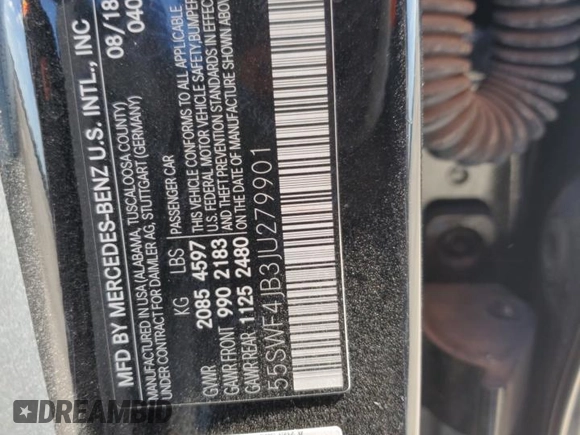 MFD BY MERCEDES-BENZ U.S. INTL., INC 08/18
MANUFACTURED IN USA (ALABAMA, TUSCALOOSA COUNTY) 040
UNDER CONTRACT FOR DAIMLER AG, STUTTGART (GERMANY)
KG LBS PASSENGER CAR
GVWR 2085 4597 THIS VEHICLE CONFORMS TO ALL APPLICABLE
GAWR FRONT 990 2183 U.S. FEDERAL MOTOR VEHICLE SAFETY, BUMPER
GAWR-REAR 1125 2480 AND THEFT PREVENTION STANDARDS IN EFFECT
ON THE DATE OF MANUFACTURE SHOWN ABOVE
55SWF4JB3JU279901
DREAMBID